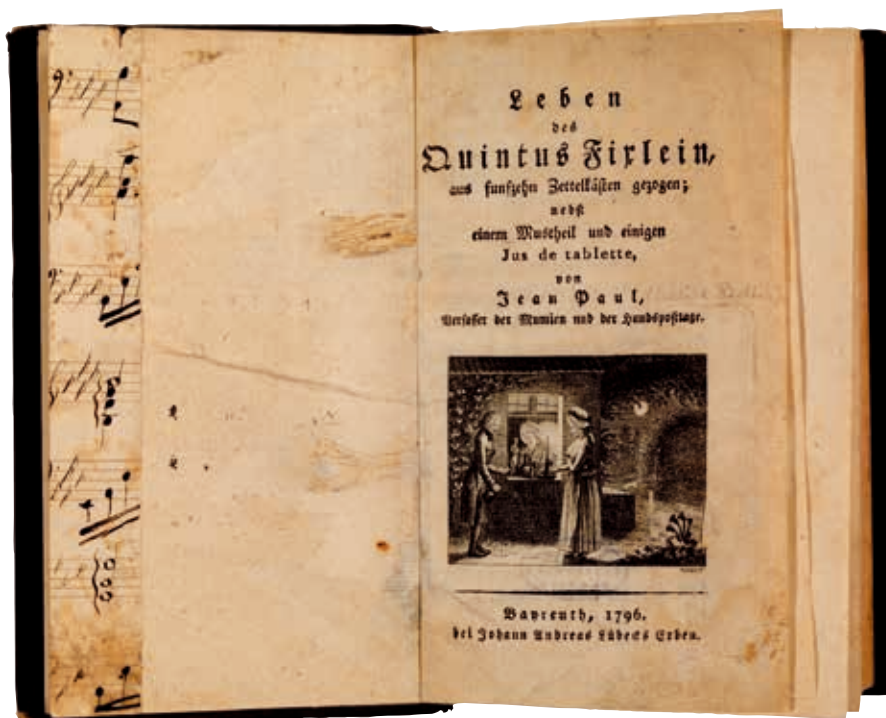 Leben
des
Quintus Fixlein,
aus funfzehn Zettelkästen gezogen;
nebst
einem Mustheil und einigen
Jus de tablette,
von
Jean Paul,
Verfasser der Mumien und der Hundsposttage.
Bayreuth, 1796.
bei Johann Andreas Lübecks Erben.